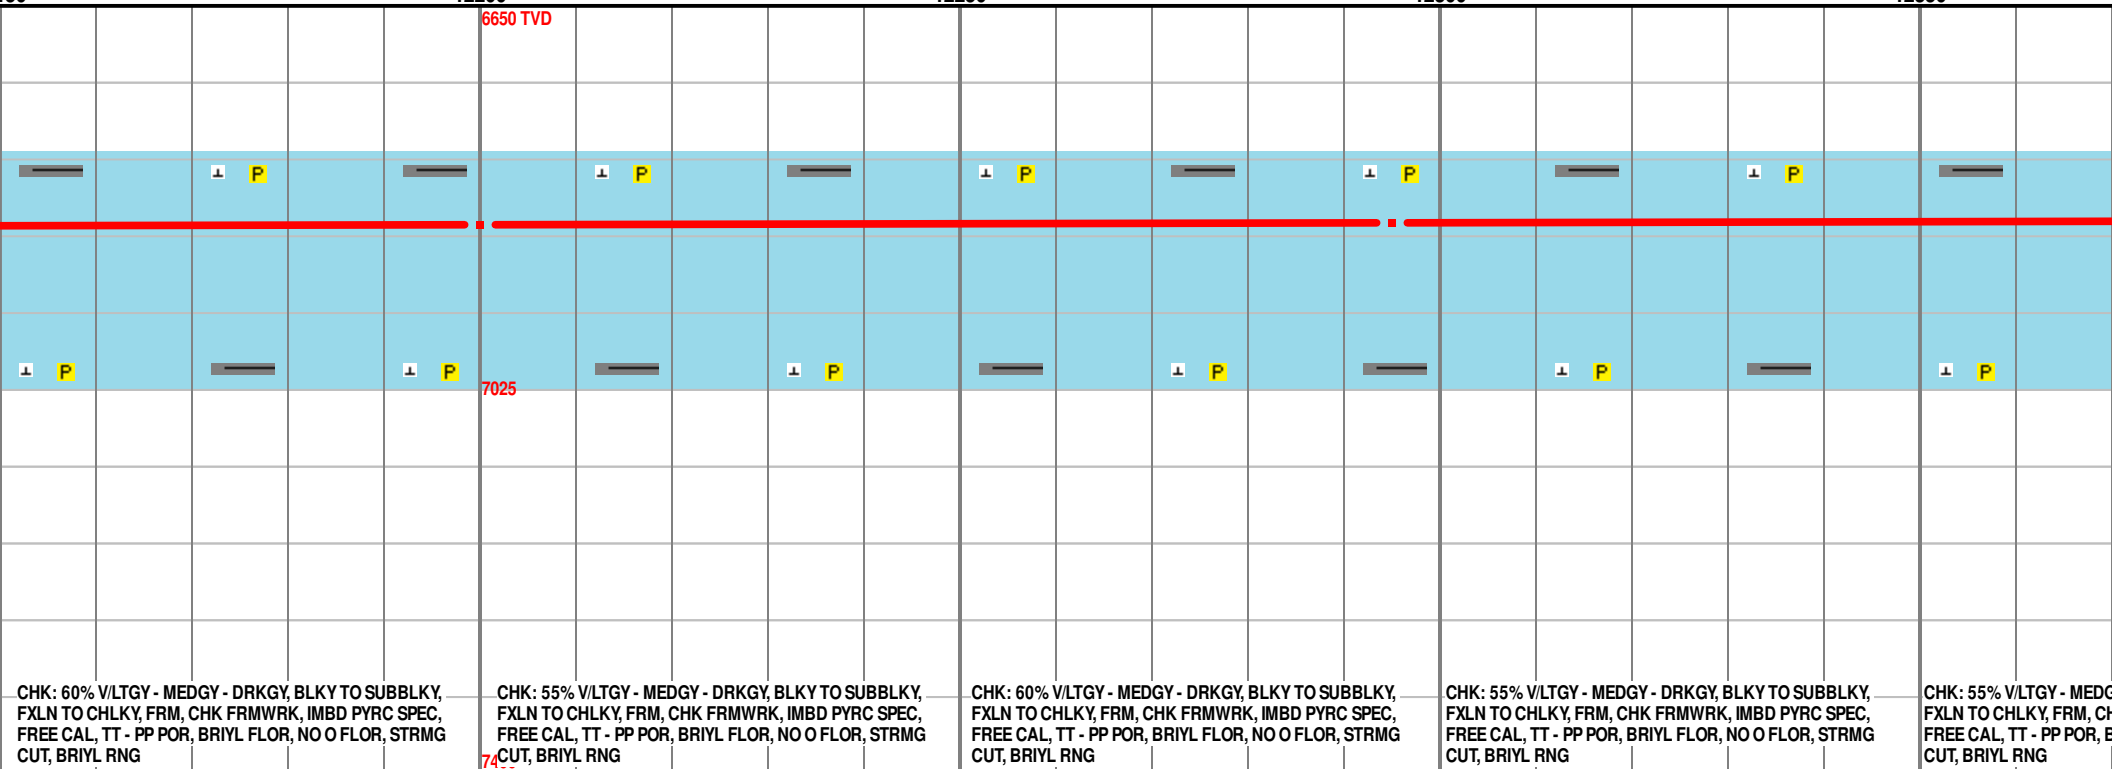 6650 TVD
P
P
P
P
P
P
P
P
P
P
P
7025
CHK: 60% V/LTGY - MEDGY - DRKGY, BLKY TO SUBBLKY,
FXLN TO CHLKY, FRM, CHK FRMWRK, IMBD PYRC SPEC,
FREE CAL, TT - PP POR, BRIYL FLOR, NO O FLOR, STRMG
CUT, BRIYL RNG
CHK: 55% V/LTGY - MEDGY - DRKGY, BLKY TO SUBBLKY,
FXLN TO CHLKY, FRM, CHK FRMWRK, IMBD PYRC SPEC,
FREE CAL, TT - PP POR, BRIYL FLOR, NO O FLOR, STRMG
CUT, BRIYL RNG
CHK: 60% V/LTGY - MEDGY - DRKGY, BLKY TO SUBBLKY,
FXLN TO CHLKY, FRM, CHK FRMWRK, IMBD PYRC SPEC,
FREE CAL, TT - PP POR, BRIYL FLOR, NO O FLOR, STRMG
CUT, BRIYL RNG
CHK: 55% V/LTGY - MEDGY - DRKGY, BLKY TO SUBBLKY,
FXLN TO CHLKY, FRM, CHK FRMWRK, IMBD PYRC SPEC,
FREE CAL, TT - PP POR, BRIYL FLOR, NO O FLOR, STRMG
CUT, BRIYL RNG
CHK: 55% V/LTGY - MEDG
FXLN TO CHLKY, FRM, CH
FREE CAL, TT - PP POR, B
CUT, BRIYL RNG